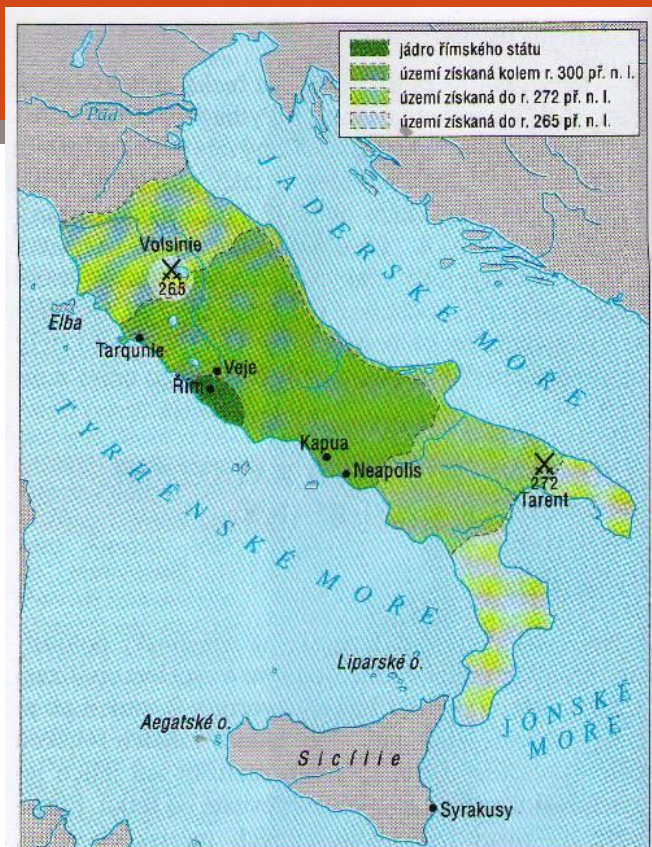 jádro římského státu
území získaná kolem r. 300 př. n. l.
území získaná do r. 272 př. n. l.
území získaná do r. 265 př. n. l.
Pád
JADERSKÉ MOŘE
Volsinie
265
Elba
Tarqunie
Veje
Řím
Kapua
Neapolis
272
Tarent
TYRHÉNSKÉ MOŘE
Liparské o.
Aegatské o.
JÓNSKÉ
MOŘE
Sicílie
Syrakusy